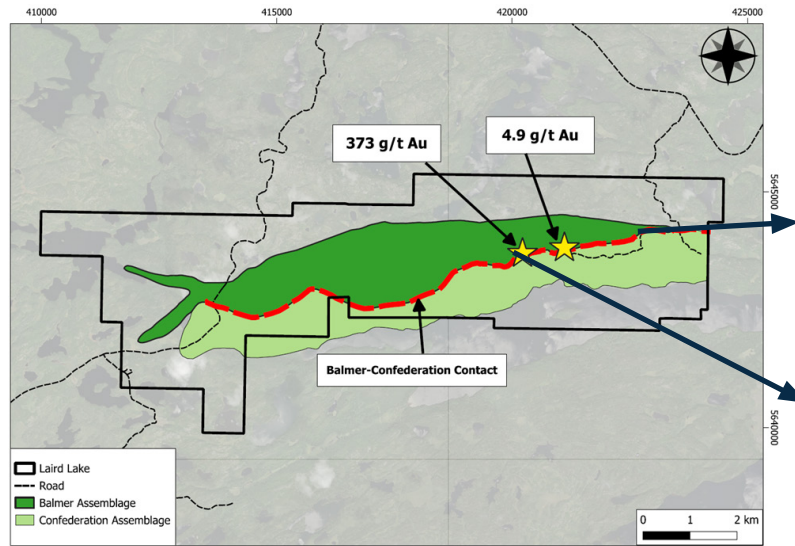 410000
415000
420000
425000
373 g/t Au
4.9 g/t Au
5645000
Balmer-Confederation Contact
5640000
Laird Lake
Road
Balmer Assemblage
Confederation Assemblage
0 1 2 km